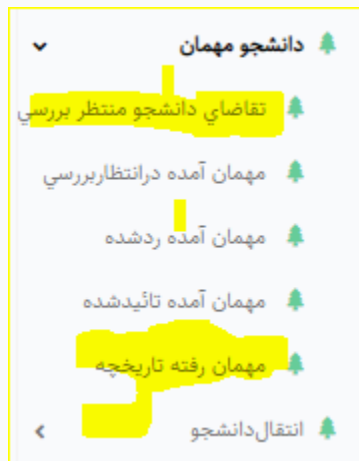 دانشجو مهمان
تقاضاي دانشجو منتظر بررسي
مهمان آمده درانتظاربررسي
مهمان آمده ردشده
مهمان آمده تائيدشده
مهمان رفته تاريخچه
انتقال‌دانشجو